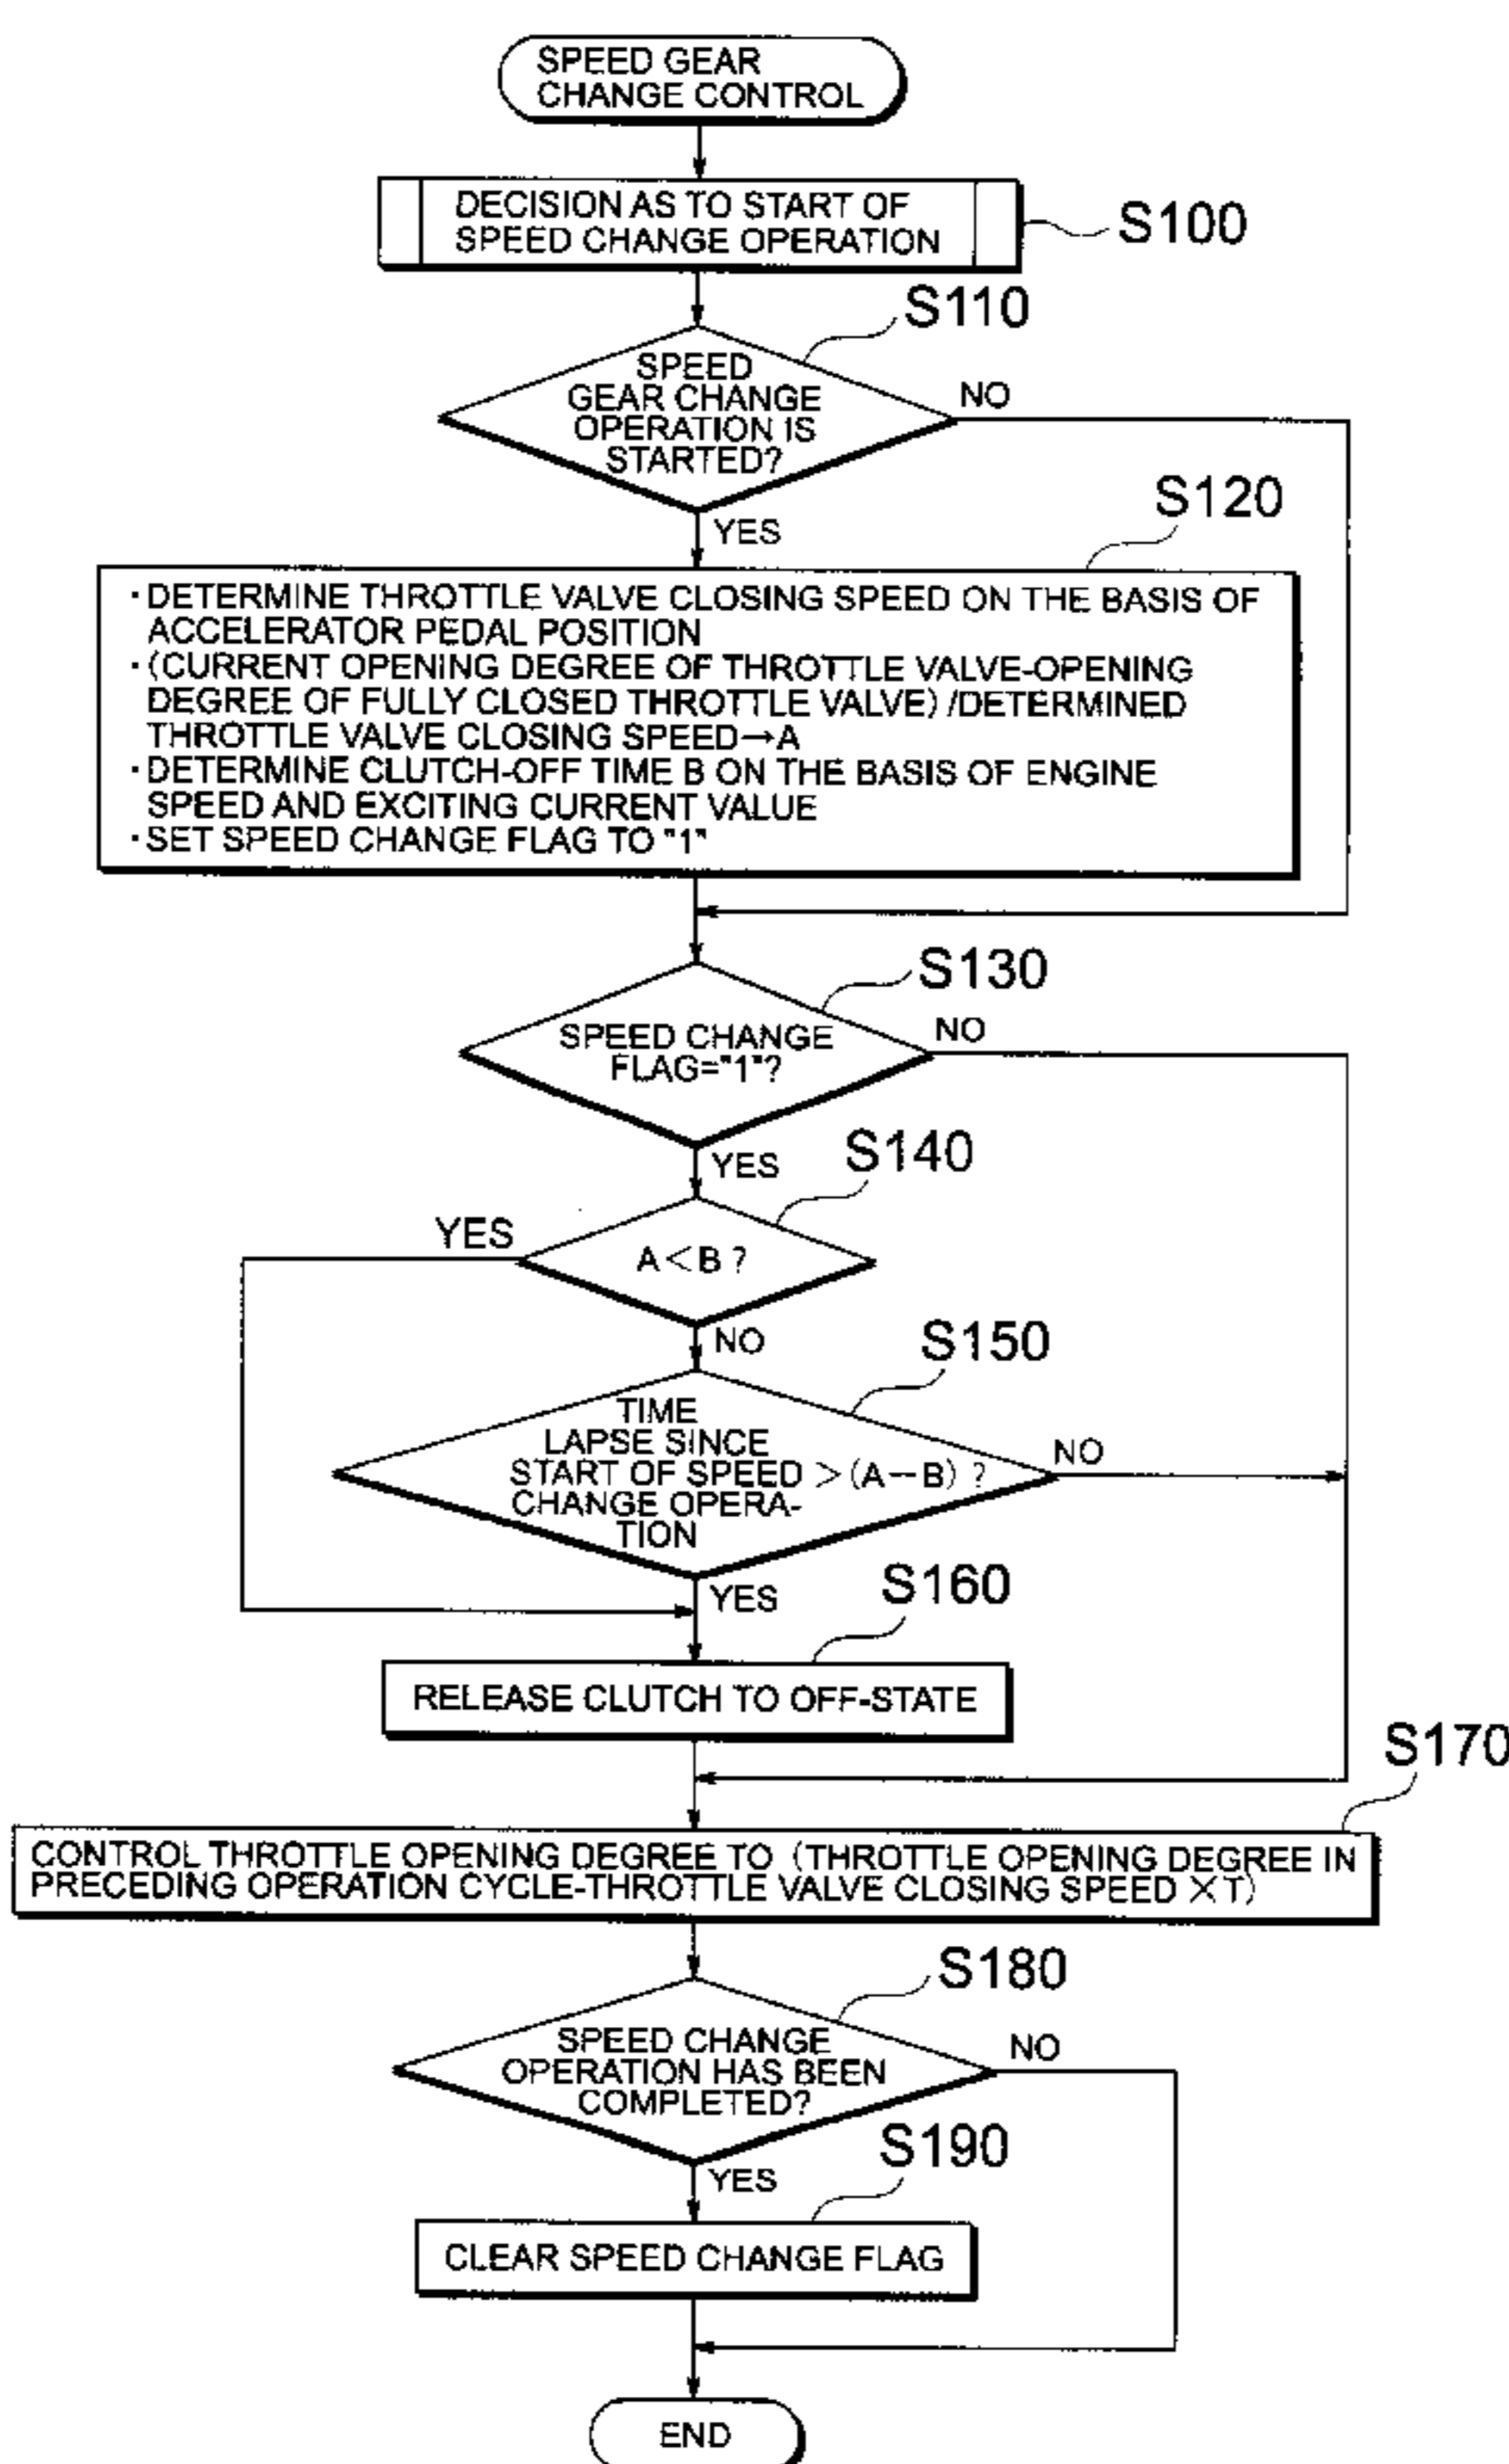 SPEED GEAR
CHANGE CONTROL
DECISION AS TO START OF
SPEED CHANGE OPERATION
S100
S110
SPEED
GEAR CHANGE
OPERATION IS
STARTED?
NO
YES
S120
・DETERMINE THROTTLE VALVE CLOSING SPEED ON THE BASIS OF
ACCELERATOR PEDAL POSITION
・(CURRENT OPENING DEGREE OF THROTTLE VALVE-OPENING
DEGREE OF FULLY CLOSED THROTTLE VALVE)/DETERMINED
THROTTLE VALVE CLOSING SPEED→A
・DETERMINE CLUTCH-OFF TIME B ON THE BASIS OF ENGINE
SPEED AND EXCITING CURRENT VALUE
・SET SPEED CHANGE FLAG TO "1"
S130
SPEED CHANGE
FLAG="1"?
NO
YES
S140
YES
A<B?
NO
S150
TIME
LAPSE SINCE
START OF SPEED >(A-B)?
CHANGE OPERA-
TION
NO
YES
S160
RELEASE CLUTCH TO OFF-STATE
S170
CONTROL THROTTLE OPENING DEGREE TO (THROTTLE OPENING DEGREE IN
PRECEDING OPERATION CYCLE-THROTTLE VALVE CLOSING SPEED ×T)
S180
SPEED CHANGE
OPERATION HAS BEEN
COMPLETED?
NO
YES
S190
CLEAR SPEED CHANGE FLAG
END